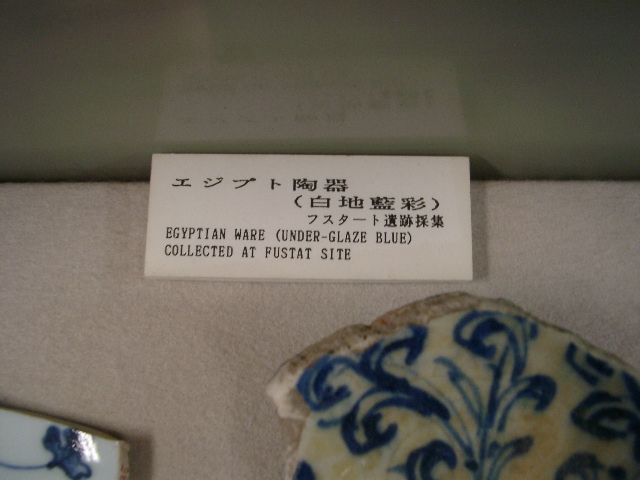 エジプト陶器
(白地藍彩)
フスタート遺跡採集
EGYPTIAN WARE (UNDER-GLAZE BLUE)
COLLECTED AT FUSTAT SITE